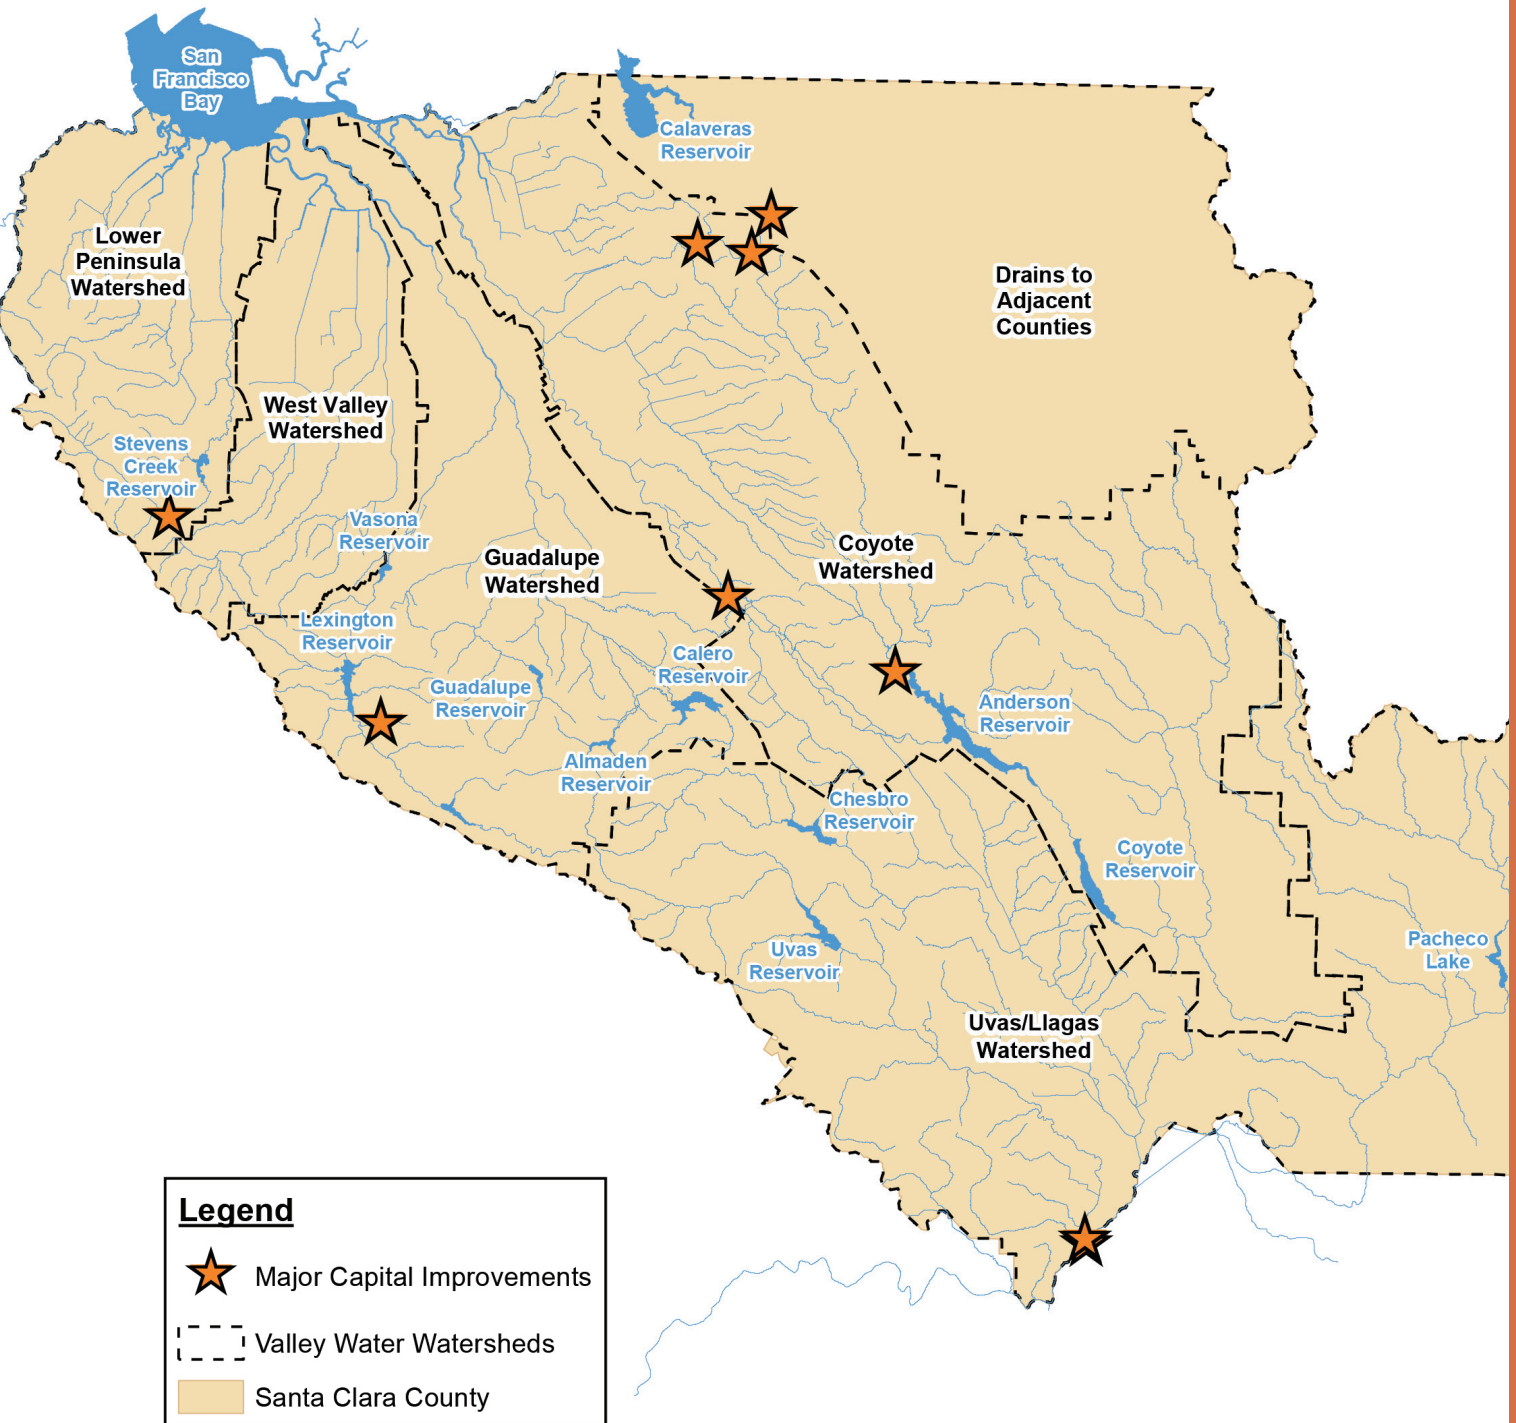 San
Francisco
Bay
Calaveras
Reservoir
Lower
Peninsula
Watershed
Drains to
Adjacent
Counties
West Valley
Watershed
Stevens
Creek
Reservoir
Vasona
Reservoir
Guadalupe
Watershed
Coyote
Watershed
Lexington
Reservoir
Calero
Reservoir
Guadalupe
Reservoir
Anderson
Reservoir
Almaden
Reservoir
Chesbro
Reservoir
Coyote
Reservoir
Uvas
Reservoir
Pacheco
Lake
Uvas/Llagas
Watershed
Legend
Major Capital Improvements
Valley Water Watersheds
Santa Clara County